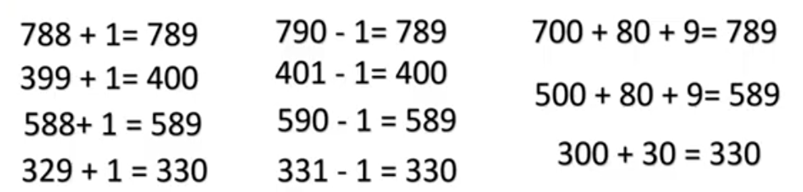 788 + 1= 789
399 + 1= 400
588+ 1 = 589
329 + 1 = 330
790 - 1= 789
401 - 1= 400
590 - 1 = 589
331 - 1 = 330
700 + 80 + 9= 789
500 + 80 + 9= 589
300 + 30 = 330